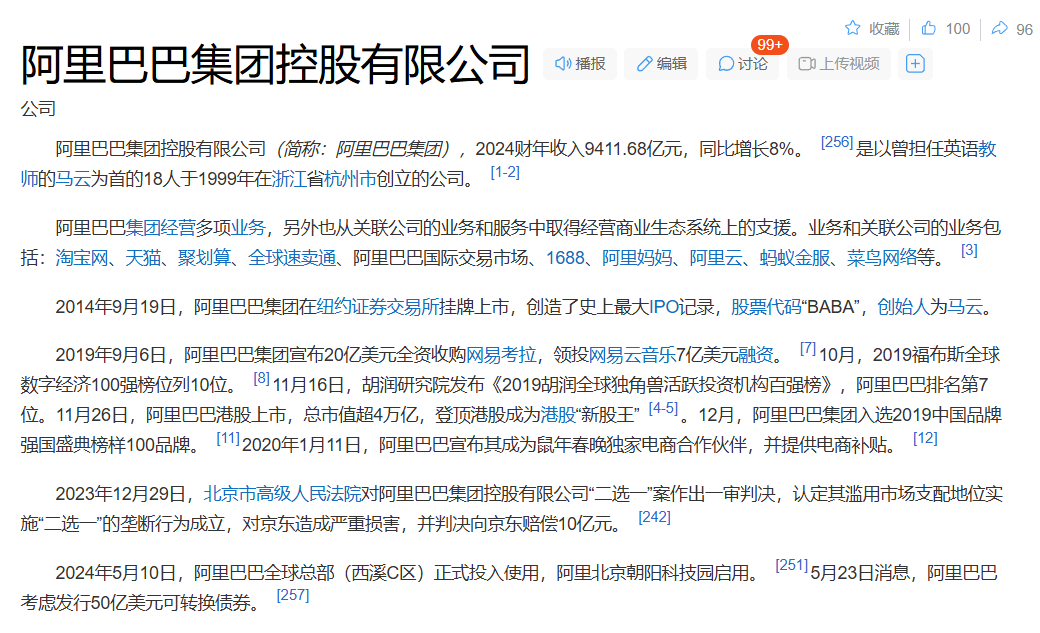 收藏 100 96
阿里巴巴集团控股有限公司 播报 编辑 讨论 99+ 上传视频
公司
阿里巴巴集团控股有限公司（简称：阿里巴巴集团），2024财年收入9411.68亿元，同比增长8%。 [256] 是以曾担任英语教
师的马云为首的18人于1999年在浙江省杭州市创立的公司。 [1-2]
阿里巴巴集团经营多项业务，另外也从关联公司的业务和服务中取得经营商业生态系统上的支援。业务和关联公司的业务包
括：淘宝网、天猫、聚划算、全球速卖通、阿里巴巴国际交易市场、1688、阿里妈妈、阿里云、蚂蚁金服、菜鸟网络等。 [3]
2014年9月19日，阿里巴巴集团在纽约证券交易所挂牌上市，创造了史上最大IPO记录，股票代码“BABA”，创始人为马云。
2019年9月6日，阿里巴巴集团宣布20亿美元全资收购网易考拉，领投网易云音乐7亿美元融资。 [7] 10月，2019福布斯全球
数字经济100强榜位列10位。 [8] 11月16日，胡润研究院发布《2019胡润全球独角兽活跃投资机构百强榜》，阿里巴巴排名第7
位。11月26日，阿里巴巴港股上市，总市值超4万亿，登顶港股成为港股“新股王” [4-5] 。12月，阿里巴巴集团入选2019中国品牌
强国盛典榜样100品牌。 [11] 2020年1月11日，阿里巴巴宣布其成为鼠年春晚独家电商合作伙伴，并提供电商补贴。 [12]
2023年12月29日，北京市高级人民法院对阿里巴巴集团控股有限公司“二选一”案作出一审判决，认定其滥用市场支配地位实
施“二选一”的垄断行为成立，对京东造成严重损害，并判决向京东赔偿10亿元。 [242]
2024年5月10日，阿里巴巴全球总部（西溪C区）正式投入使用，阿里北京朝阳科技园启用。 [251] 5月23日消息，阿里巴巴
考虑发行50亿美元可转换债券。 [257]